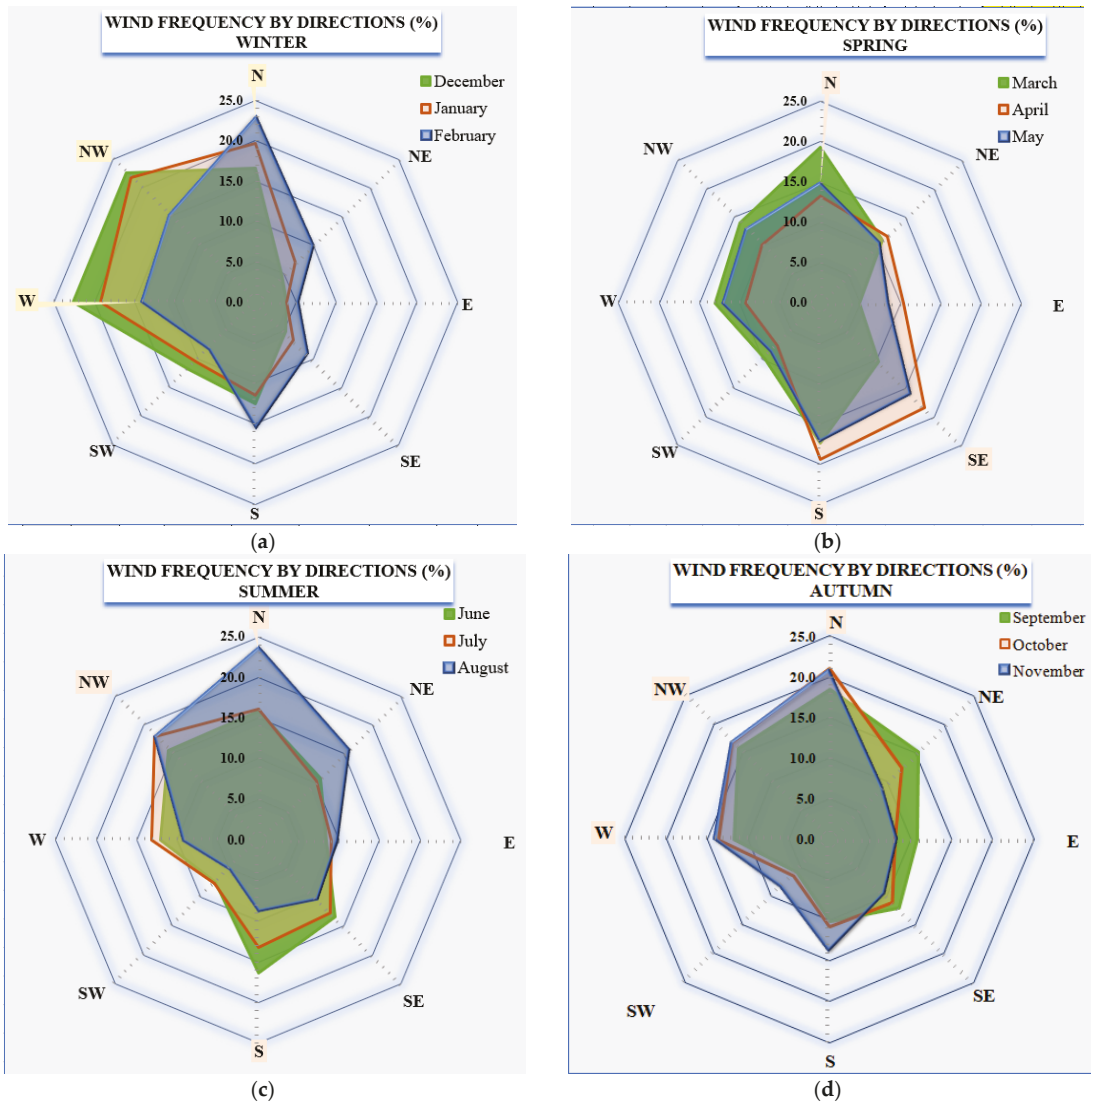 WIND FREQUENCY BY DIRECTIONS (%)
WINTER
December
January
February
N
NE
E
SE
S
SW
W
NW
25.0
20.0
15.0
10.0
5.0
0.0
(a)
WIND FREQUENCY BY DIRECTIONS (%)
SPRING
March
April
May
N
NE
E
SE
S
SW
W
NW
25.0
20.0
15.0
10.0
5.0
0.0
(b)
WIND FREQUENCY BY DIRECTIONS (%)
SUMMER
June
July
August
N
NE
E
SE
S
SW
W
NW
25.0
20.0
15.0
10.0
5.0
0.0
(c)
WIND FREQUENCY BY DIRECTIONS (%)
AUTUMN
September
October
November
N
NE
E
SE
S
SW
W
NW
25.0
20.0
15.0
10.0
5.0
0.0
(d)